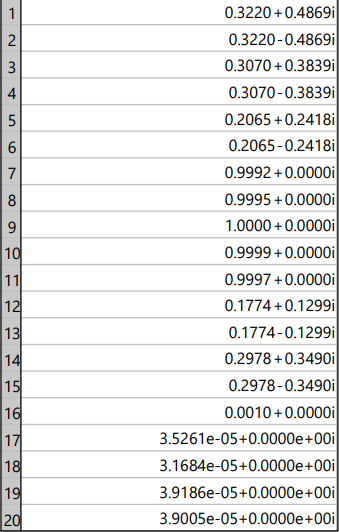 1 0.3220+0.4869i
2 0.3220-0.4869i
3 0.3070+0.3839i
4 0.3070-0.3839i
5 0.2065+0.2418i
6 0.2065-0.2418i
7 0.9992+0.0000i
8 0.9995+0.0000i
9 1.0000+0.0000i
10 0.9999+0.0000i
11 0.9997+0.0000i
12 0.1774+0.1299i
13 0.1774-0.1299i
14 0.2978+0.3490i
15 0.2978-0.3490i
16 0.0010+0.0000i
17 3.5261e-05+0.0000e+00i
18 3.1684e-05+0.0000e+00i
19 3.9186e-05+0.0000e+00i
20 3.9005e-05+0.0000e+00i